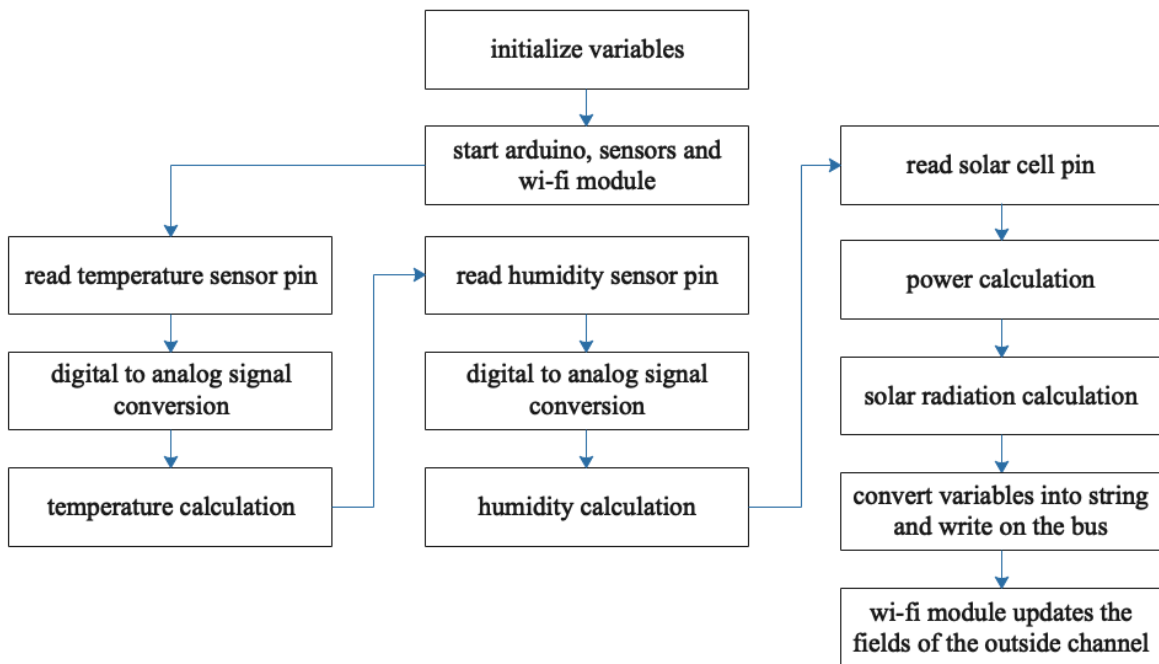 initialize variables
start arduino, sensors and
wi-fi module
read temperature sensor pin
digital to analog signal
conversion
temperature calculation
read humidity sensor pin
digital to analog signal
conversion
humidity calculation
read solar cell pin
power calculation
solar radiation calculation
convert variables into string
and write on the bus
wi-fi module updates the
fields of the outside channel